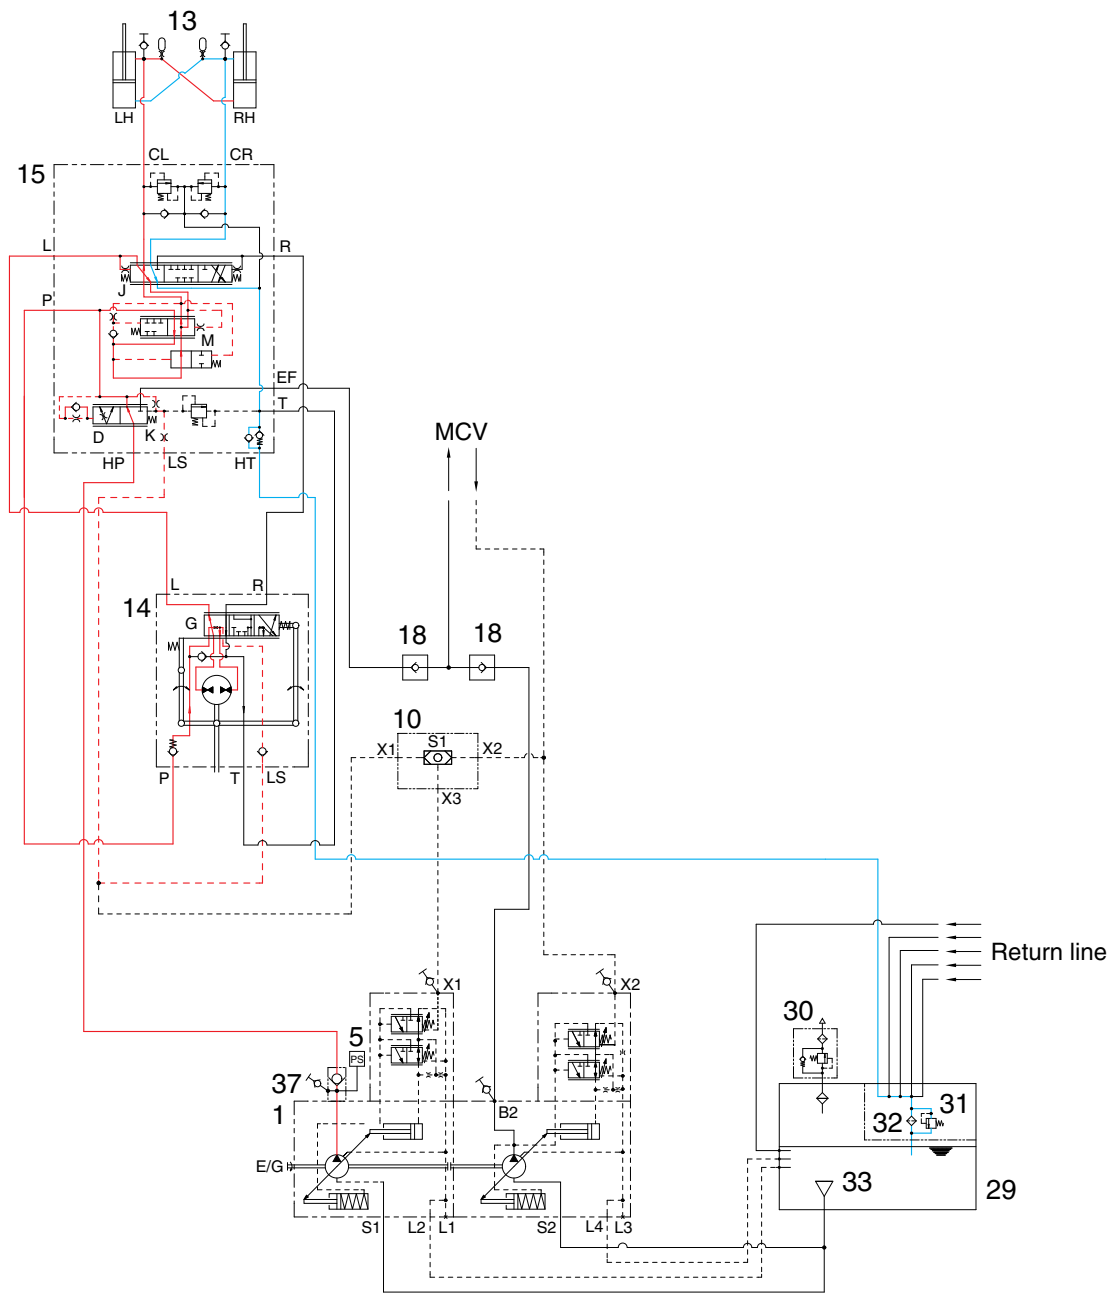 13
LH
RH
CL
CR
15
L
R
J
P
M
EF
T
D
K
HP
LS
HT
MCV
L
R
14
G
18
18
10
S1
X1
X2
X3
P
T
LS
Return line
X1
X2
30
5
PS
37
1
B2
31
32
E/G
33
29
S1
L2
L1
S2
L4
L3